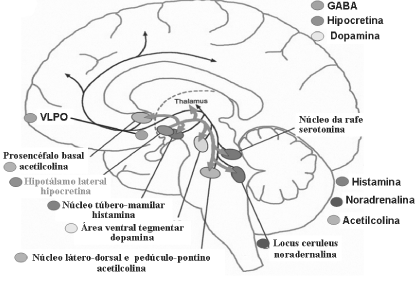 GABA
Hipocretina
Dopamina
Thalamus
VLPO
Núcleo da rafe
serotonina
Prosencéfalo basal
acetilcolina
Hipotálamo lateral
hipocretina
Histamina
Núcleo túbero-mamilar
histamina
Noradrenalina
Área ventral tegmentar
dopamina
Acetilcolina
Locus ceruleus
noradernalina
Núcleo látero-dorsal e pedúculo-pontino
acetilcolina